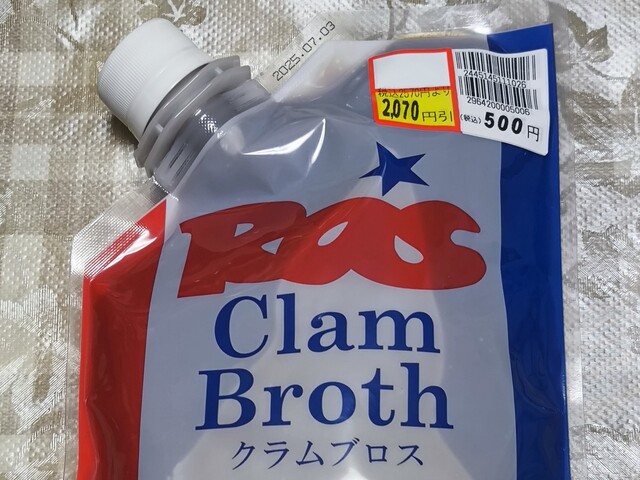 2025.07.03
税込2570円より
2,070円引
2445145111026
2964200005006
(税込)500円
ROS
Clam
Broth
クラムブロス